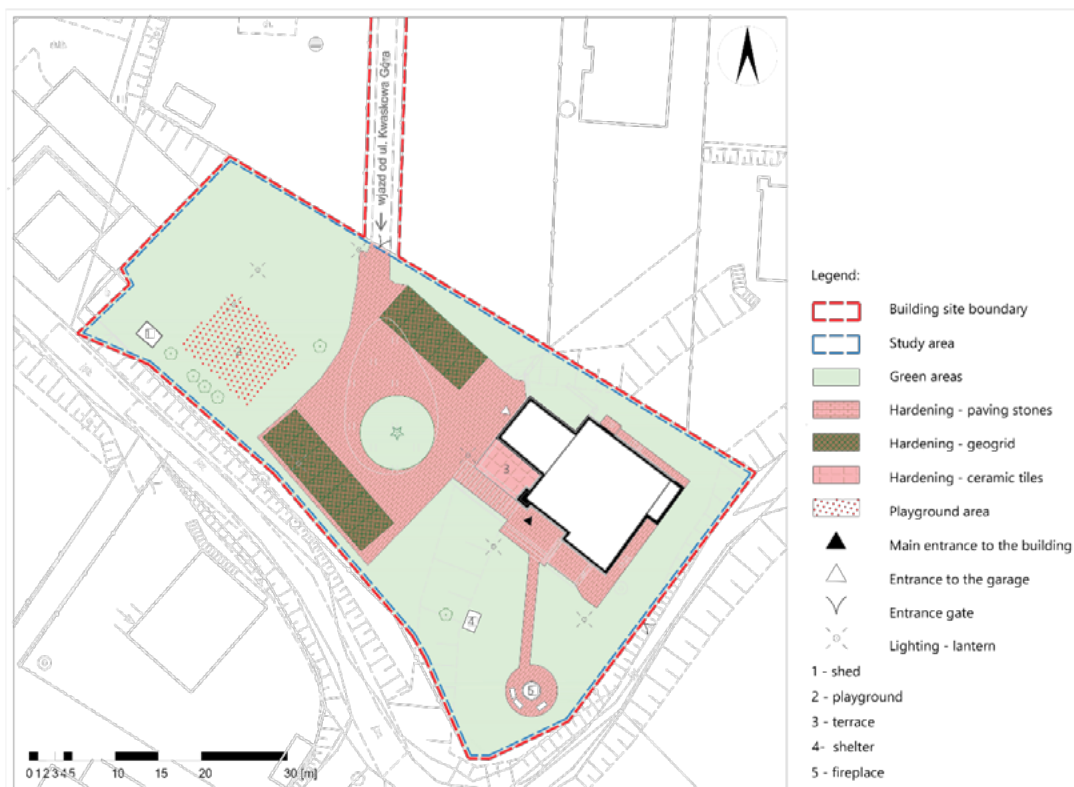 wjazd od ul. Kwaskowa Góra
1
2
3
4
5
0 1 2 3 4 5 10 15 20 30 [m]
Legend:
Building site boundary
Study area
Green areas
Hardening - paving stones
Hardening - geogrid
Hardening - ceramic tiles
Playground area
Main entrance to the building
Entrance to the garage
Entrance gate
Lighting - lantern
1 - shed
2 - playground
3 - terrace
4- shelter
5 - fireplace